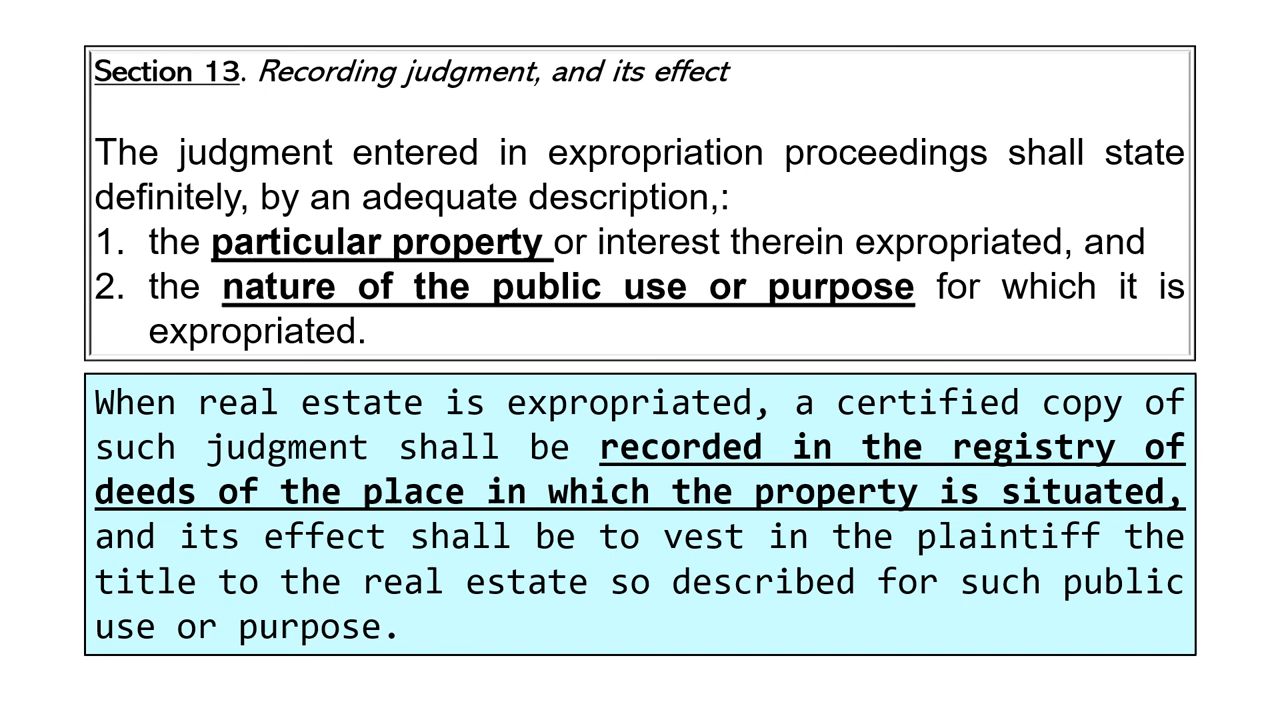 Section 13. Recording judgment, and its effect
The judgment entered in expropriation proceedings shall state
definitely, by an adequate description,:
1. the particular property or interest therein expropriated, and
2. the nature of the public use or purpose for which it is
expropriated.
When real estate is expropriated, a certified copy of
such judgment shall be recorded in the registry of
deeds of the place in which the property is situated,
and its effect shall be to vest in the plaintiff the
title to the real estate so described for such public
use or purpose.